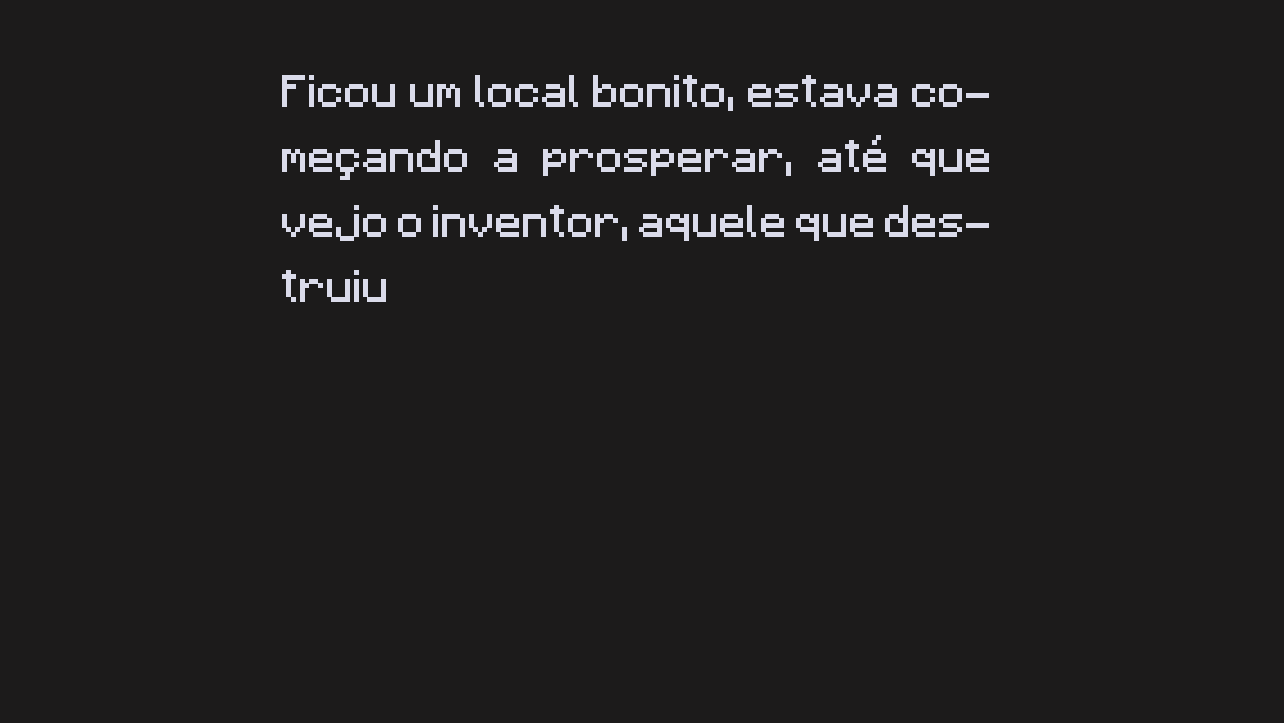 Ficou um local bonito, estava co-
meçando a prosperar, até que
vejo o inventor, aquele que des-
truiu